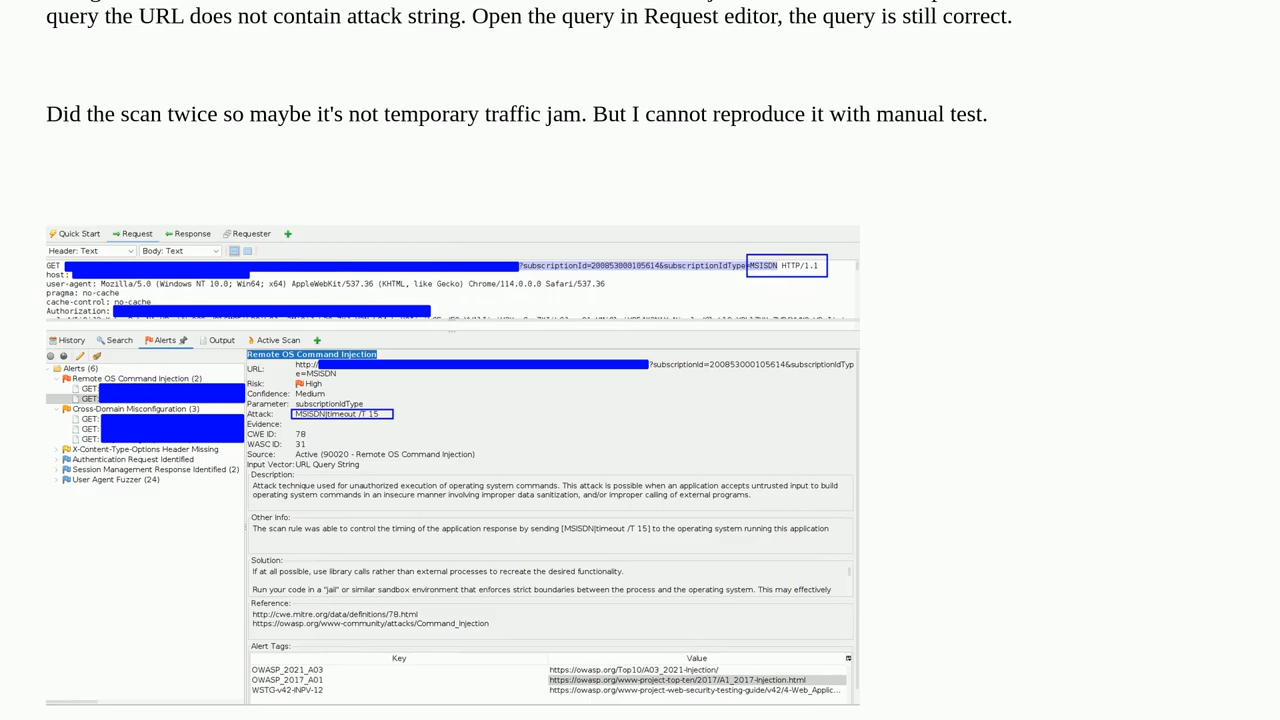 query the URL does not contain attack string. Open the query in Request editor, the query is still correct.
Did the scan twice so maybe it's not temporary traffic jam. But I cannot reproduce it with manual test.
Quick Start Request Response Requester
Header: Text Body: Text
GET ?subscriptionId=200853000105614&subscriptionIdType=MSISDN HTTP/1.1
host:
user-agent: Mozilla/5.0 (Windows NT 10.0; Win64; x64) AppleWebKit/537.36 (KHTML, like Gecko) Chrome/114.0.0.0 Safari/537.36
pragma: no-cache
cache-control: no-cache
Authorization:
History Search Alerts Output Active Scan
Alerts (6)
Remote OS Command Injection (2)
GET:
GET:
Cross-Domain Misconfiguration (3)
GET:
GET:
GET:
X-Content-Type-Options Header Missing
Authentication Request Identified
Session Management Response Identified (2)
User Agent Fuzzer (24)
Remote OS Command Injection
URL: http:// ?subscriptionId=200853000105614&subscriptionIdTyp
e=MSISDN
Risk: High
Confidence: Medium
Parameter: subscriptionIdType
Attack: MSISDN|timeout /T 15
Evidence:
CWE ID: 78
WASC ID: 31
Source: Active (90020 - Remote OS Command Injection)
Input Vector: URL Query String
Description:
Attack technique used for unauthorized execution of operating system commands. This attack is possible when an application accepts untrusted input to build
operating system commands in an insecure manner involving improper data sanitization, and/or improper calling of external programs.
Other Info:
The scan rule was able to control the timing of the application response by sending [MSISDN|timeout /T 15] to the operating system running this application
Solution:
If at all possible, use library calls rather than external processes to recreate the desired functionality.
Run your code in a "jail" or similar sandbox environment that enforces strict boundaries between the process and the operating system. This may effectively
Reference:
http://cwe.mitre.org/data/definitions/78.html
https://owasp.org/www-community/attacks/Command_Injection
Alert Tags:
Key Value
OWASP_2021_A03 https://owasp.org/Top10/A03_2021-Injection/
OWASP_2017_A01 https://owasp.org/www-project-top-ten/2017/A1_2017-Injection.html
WSTG-v42-INPV-12 https://owasp.org/www-project-web-security-testing-guide/v42/4-Web_Applic...